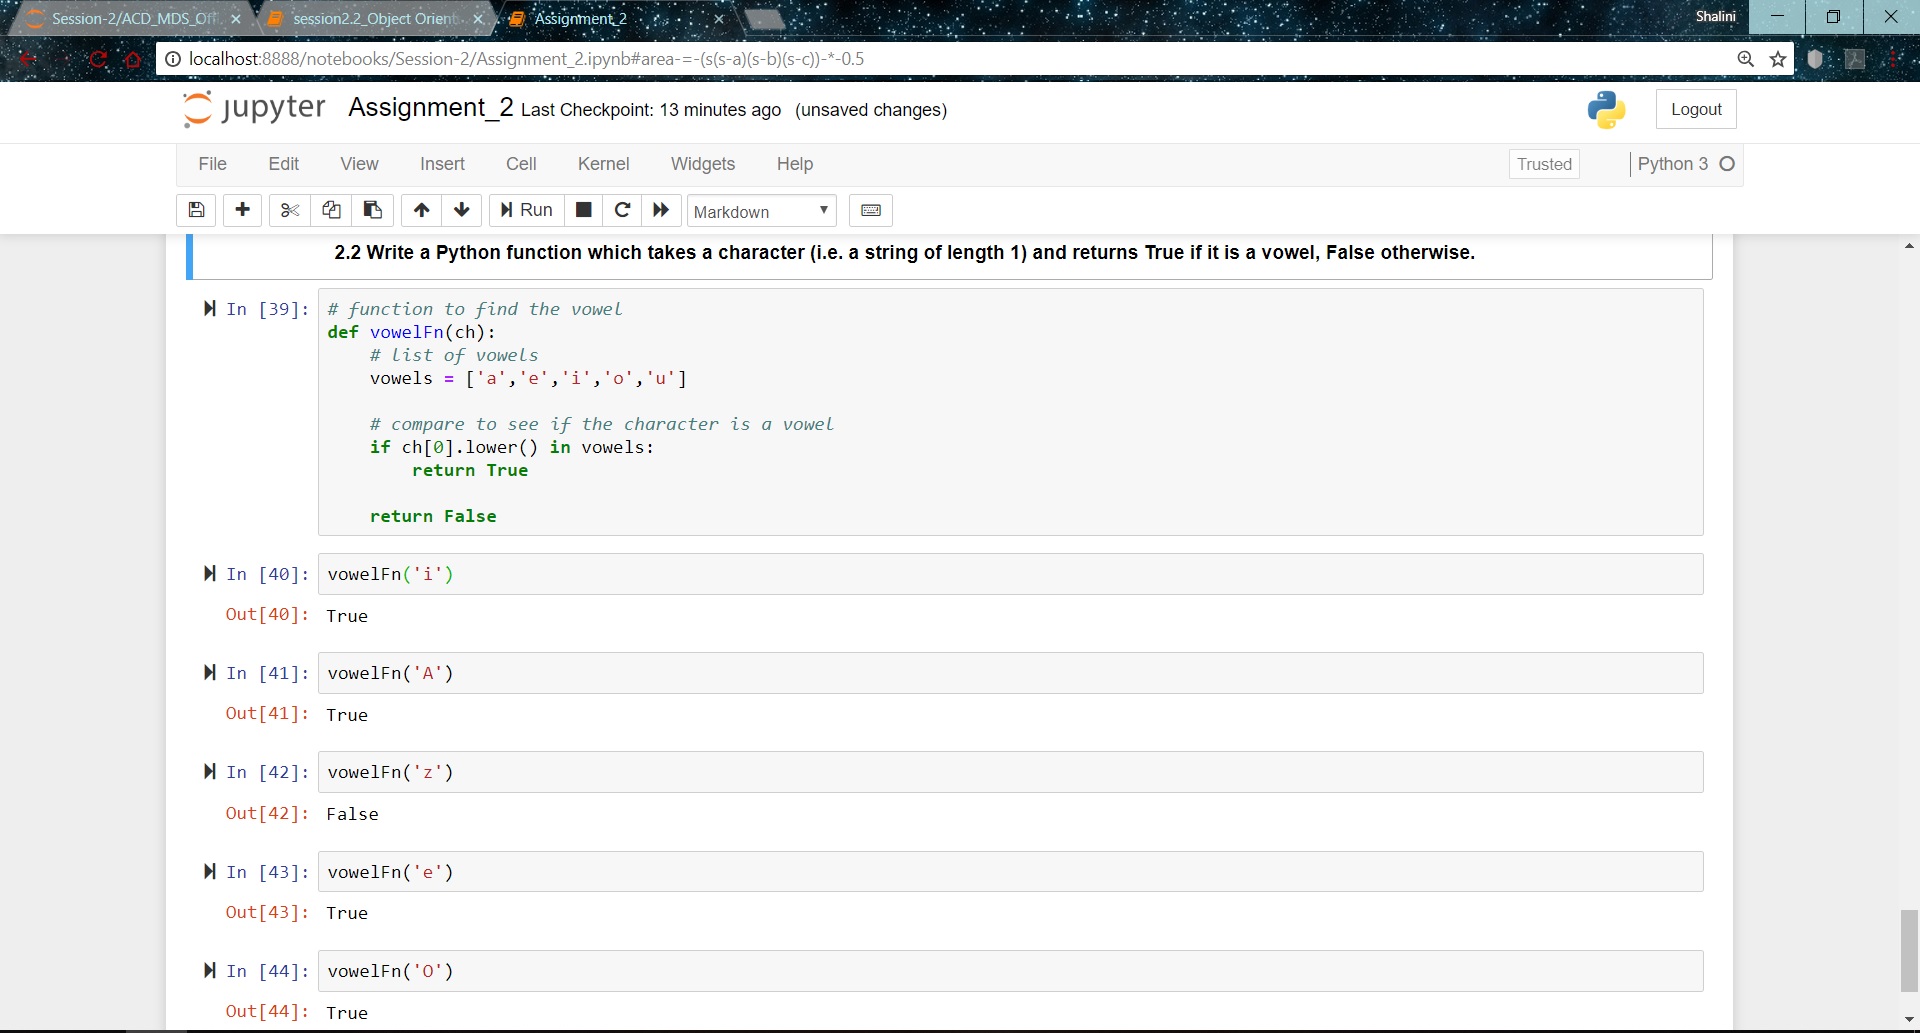 Session-2/ACD_MDS_Off
session2.2_Object Orient
Assignment_2
Shalini
localhost:8888/notebooks/Session-2/Assignment_2.ipynb#area-=-(s(s-a)(s-b)(s-c))-*-0.5
jupyter Assignment_2 Last Checkpoint: 13 minutes ago (unsaved changes)
Logout
File Edit View Insert Cell Kernel Widgets Help
Trusted
Python 3
Run
Markdown
2.2 Write a Python function which takes a character (i.e. a string of length 1) and returns True if it is a vowel, False otherwise.
In [39]: # function to find the vowel
def vowelFn(ch):
    # list of vowels
    vowels = ['a','e','i','o','u']
    # compare to see if the character is a vowel
    if ch[0].lower() in vowels:
        return True
    return False
In [40]: vowelFn('i')
Out[40]: True
In [41]: vowelFn('A')
Out[41]: True
In [42]: vowelFn('z')
Out[42]: False
In [43]: vowelFn('e')
Out[43]: True
In [44]: vowelFn('O')
Out[44]: True